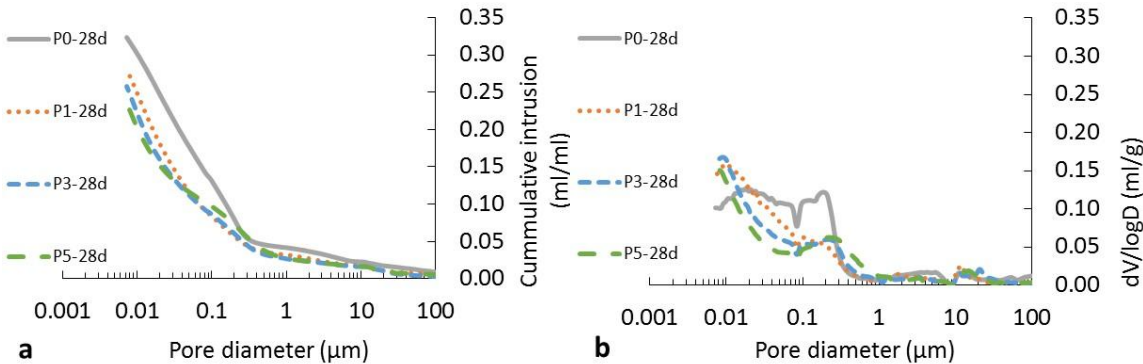 P0-28d
P1-28d
P3-28d
P5-28d
0.35
0.30
0.25
0.20
0.15
0.10
0.05
0.00
Cummulative intrusion
(ml/ml)
0.001 0.01 0.1 1 10 100
Pore diameter (µm)
a
P0-28d
P1-28d
P3-28d
P5-28d
0.35
0.30
0.25
0.20
0.15
0.10
0.05
0.00
dV/logD (ml/g)
0.001 0.01 0.1 1 10 100
Pore diameter (µm)
b